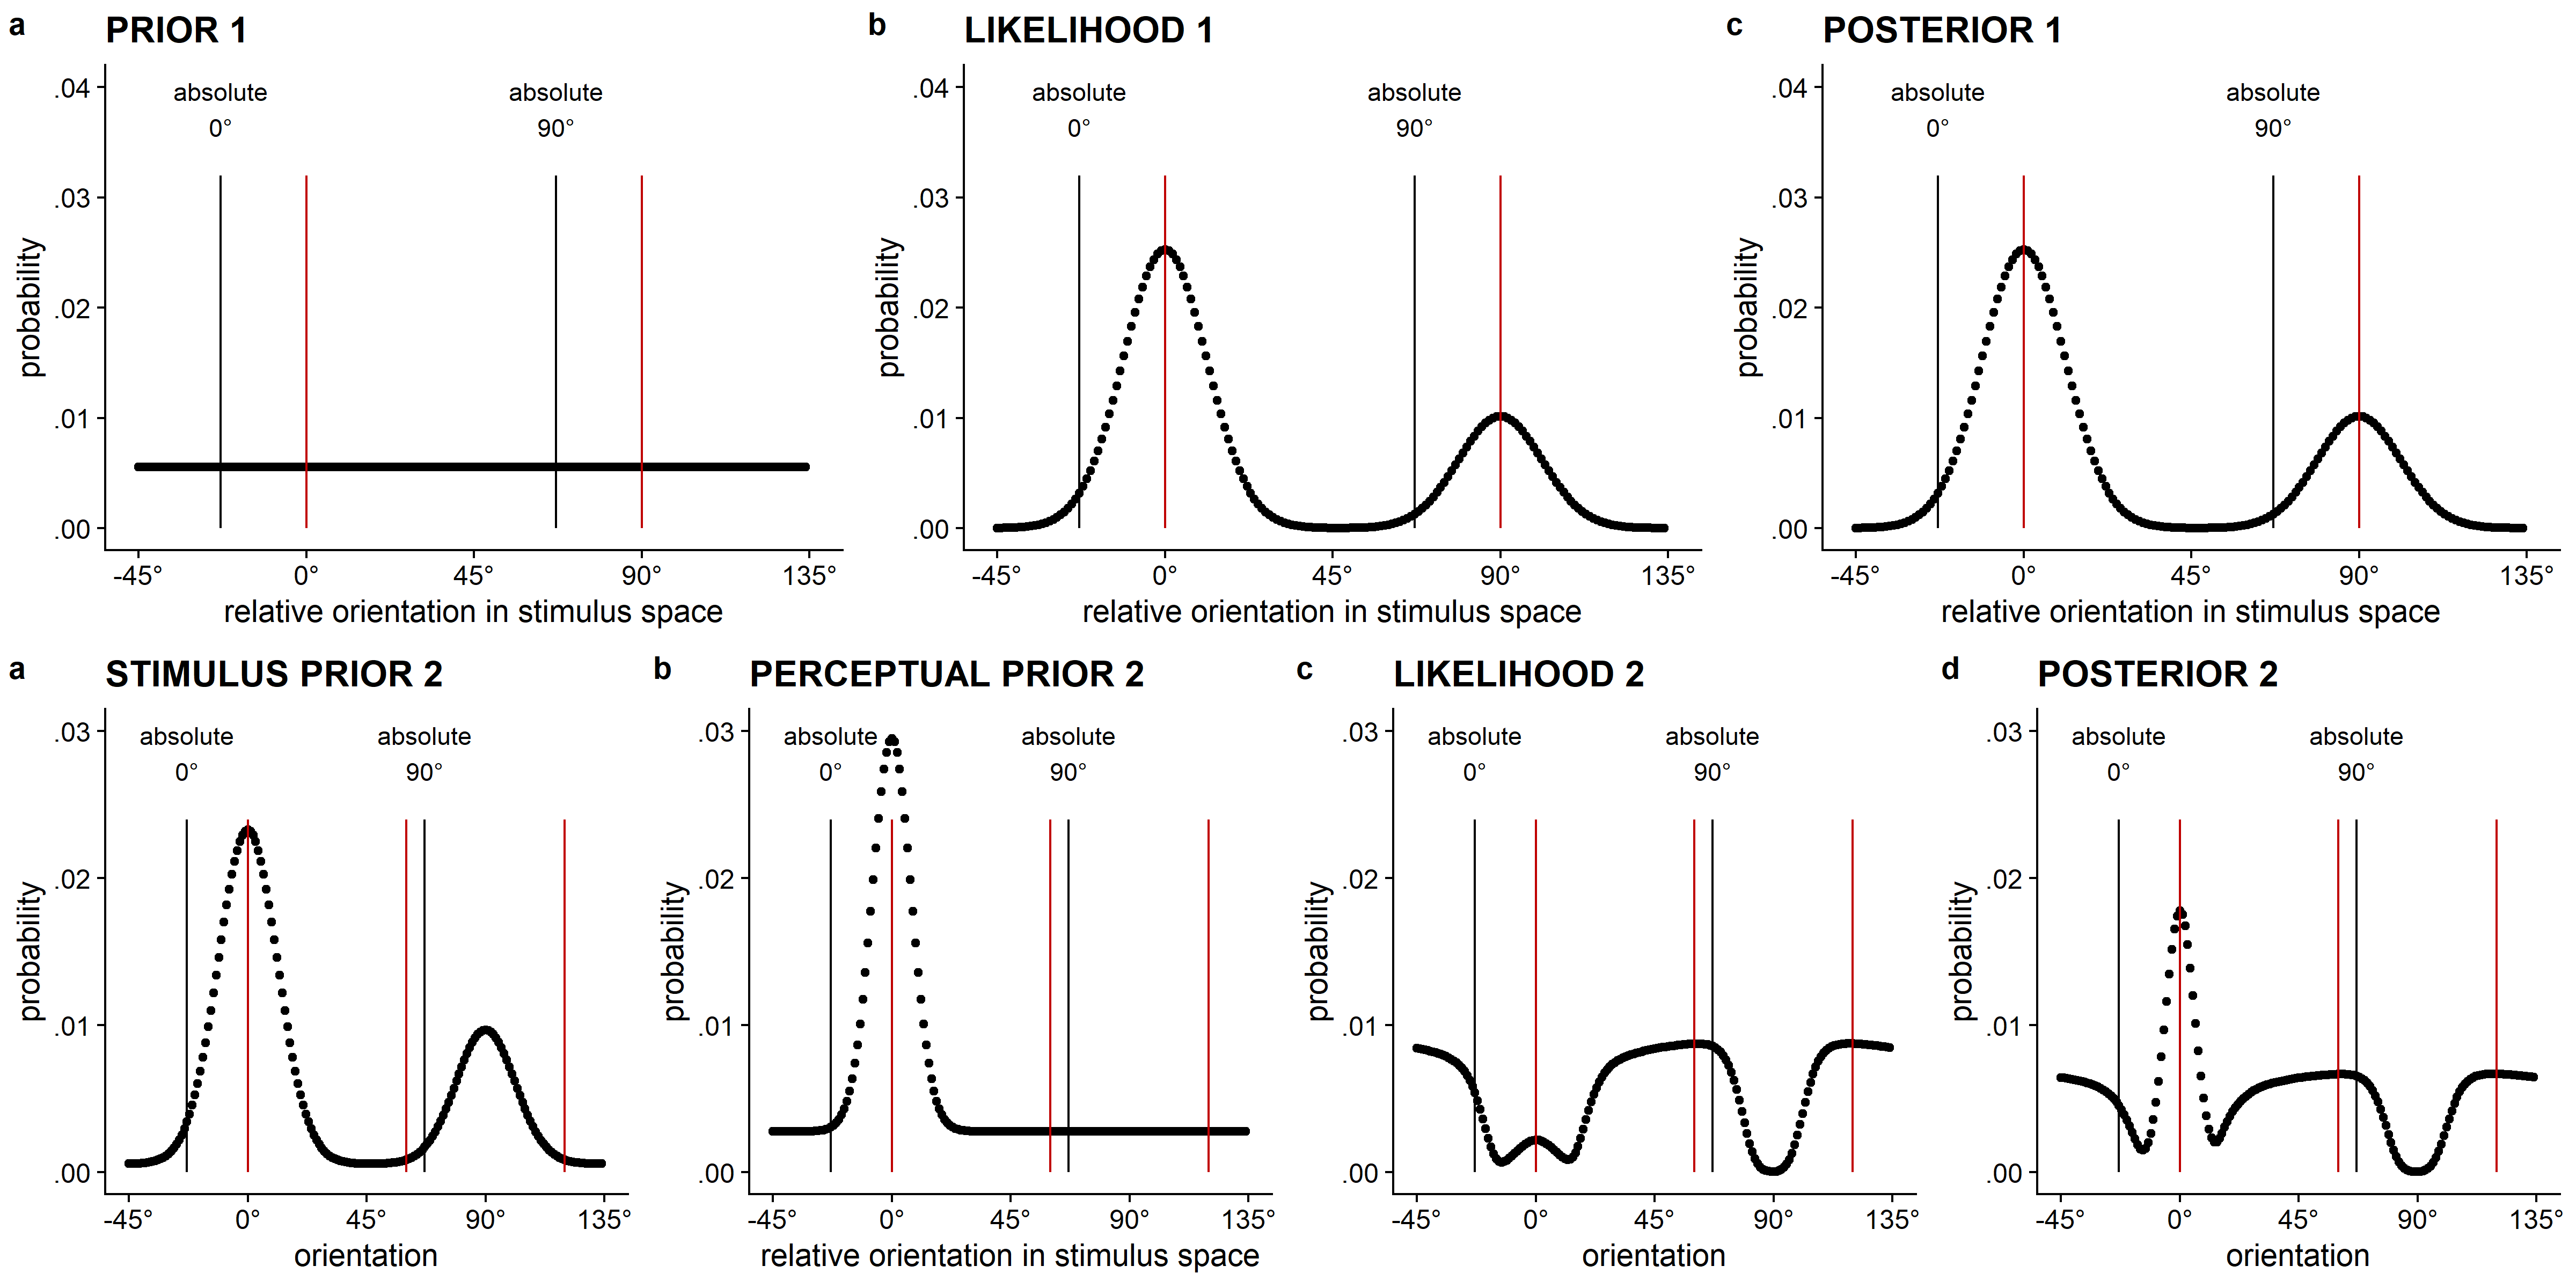 a PRIOR 1
.04
.03
.02
.01
.00
probability
absolute
0°
absolute
90°
-45° 0° 45° 90° 135°
relative orientation in stimulus space
b LIKELIHOOD 1
.04
.03
.02
.01
.00
probability
absolute
0°
absolute
90°
-45° 0° 45° 90° 135°
relative orientation in stimulus space
c POSTERIOR 1
.04
.03
.02
.01
.00
probability
absolute
0°
absolute
90°
-45° 0° 45° 90° 135°
relative orientation in stimulus space
a STIMULUS PRIOR 2
.03
.02
.01
.00
probability
absolute
0°
absolute
90°
-45° 0° 45° 90° 135°
orientation
b PERCEPTUAL PRIOR 2
.03
.02
.01
.00
probability
absolute
0°
absolute
90°
-45° 0° 45° 90° 135°
relative orientation in stimulus space
c LIKELIHOOD 2
.03
.02
.01
.00
probability
absolute
0°
absolute
90°
-45° 0° 45° 90° 135°
orientation
d POSTERIOR 2
.03
.02
.01
.00
probability
absolute
0°
absolute
90°
-45° 0° 45° 90° 135°
orientation